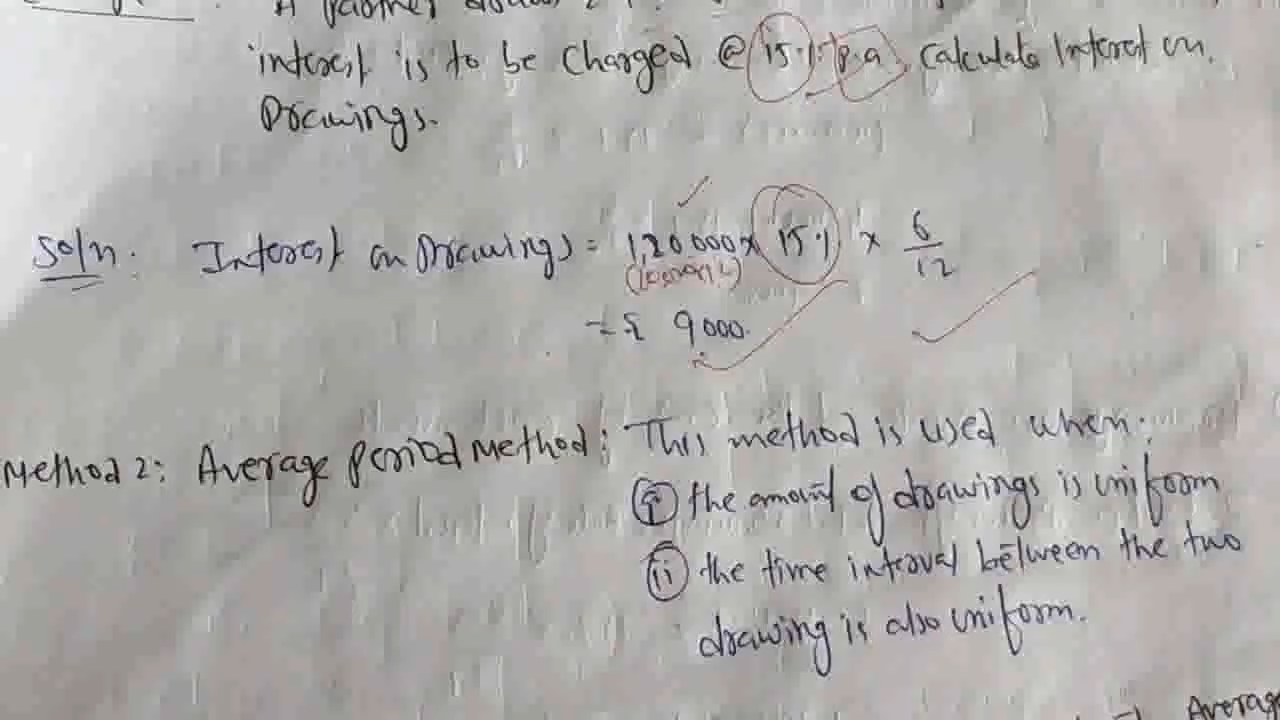 A partner
interest is to be charged @ 15% p.a. Calculate Interest on
Drawings.
Soln: Interest on Drawings = 1,20,000 x 15% x 6/12
= ₹ 9000.
Method 2: Average Period Method: This method is used when:
(i) the amount of drawings is uniform
(ii) the time interval between the two
drawing is also uniform.
Average